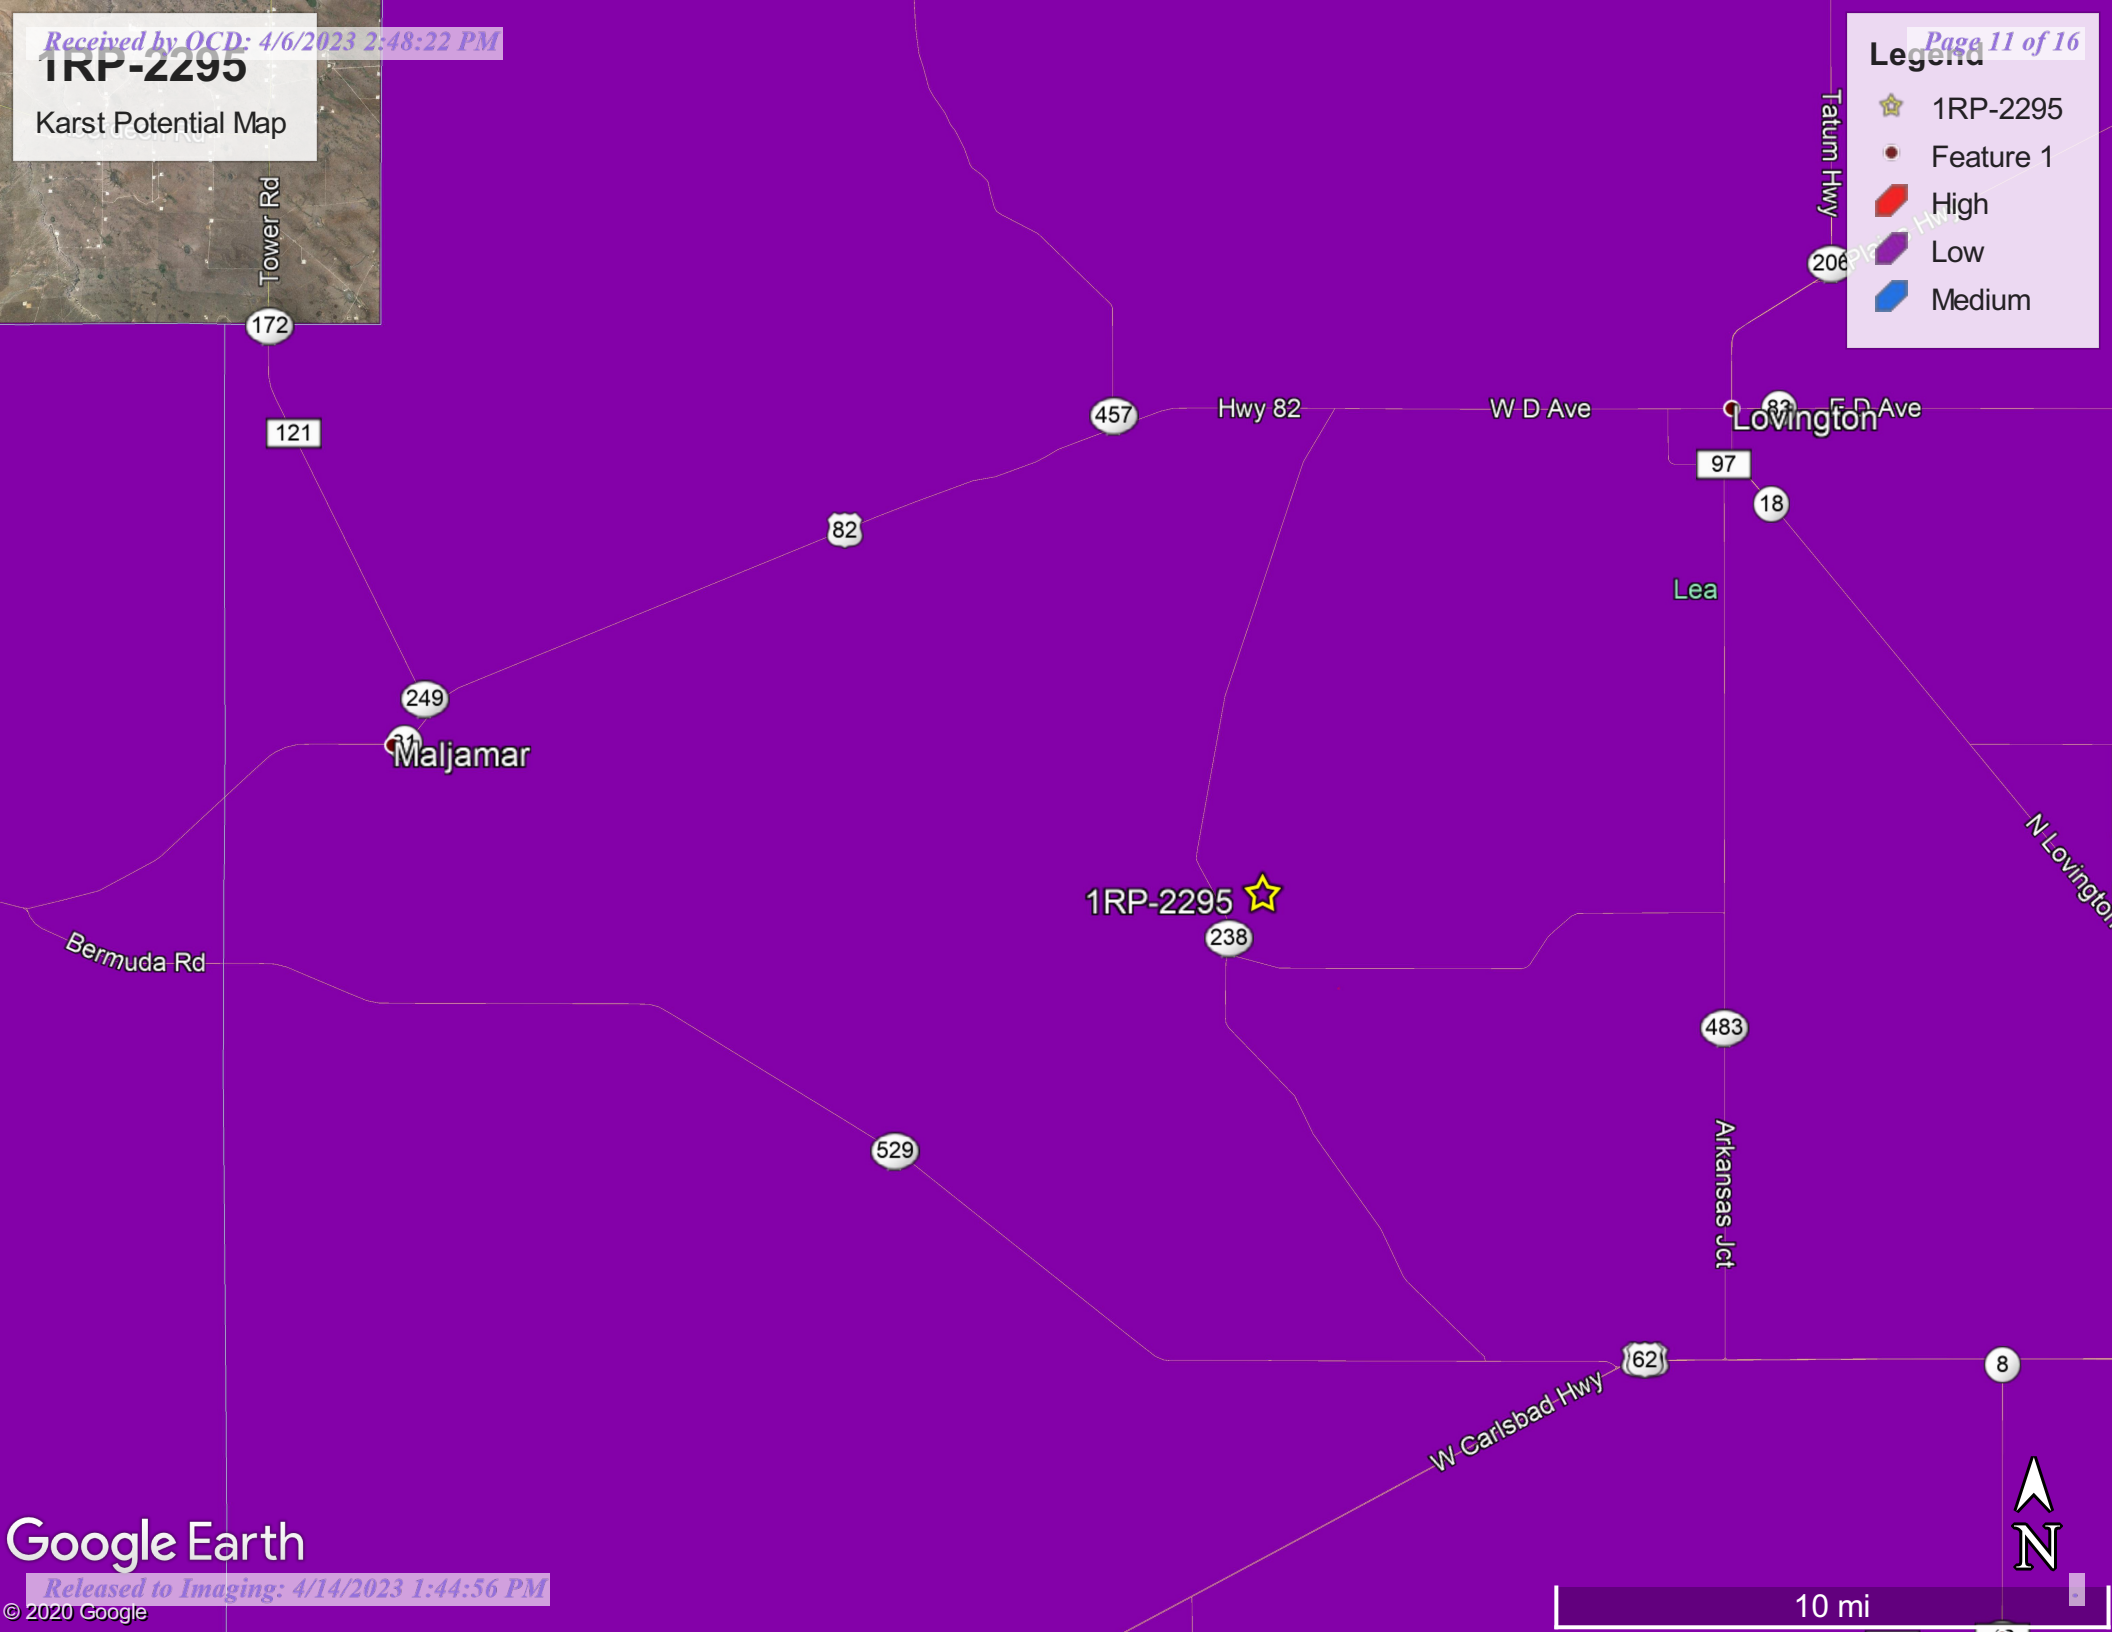 Received by OCD: 4/6/2023 2:48:22 PM
Page 11 of 16
1RP-2295
Karst Potential Map
Legend
1RP-2295
Feature 1
High
Low
Medium
Tatum Hwy
Plains Hwy
206
Tower Rd
172
121
457
Hwy 82
W D Ave
83
E D Ave
Lovington
97
18
82
Lea
249
31
Maljamar
N Lovington
1RP-2295
238
Bermuda Rd
483
529
Arkansas Jct
62
8
W Carlsbad Hwy
N
Google Earth
Released to Imaging: 4/14/2023 1:44:56 PM
© 2020 Google
10 mi